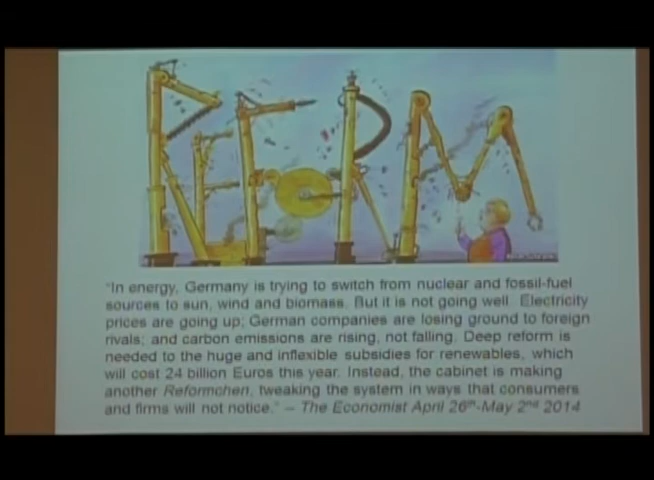 REFORM
"In energy, Germany is trying to switch from nuclear and fossil-fuel
sources to sun, wind and biomass. But it is not going well. Electricity
prices are going up; German companies are losing ground to foreign
rivals; and carbon emissions are rising, not falling. Deep reform is
needed to the huge and inflexible subsidies for renewables, which
will cost 24 billion Euros this year. Instead, the cabinet is making
another Reformchen, tweaking the system in ways that consumers
and firms will not notice." – The Economist April 26th-May 2nd 2014